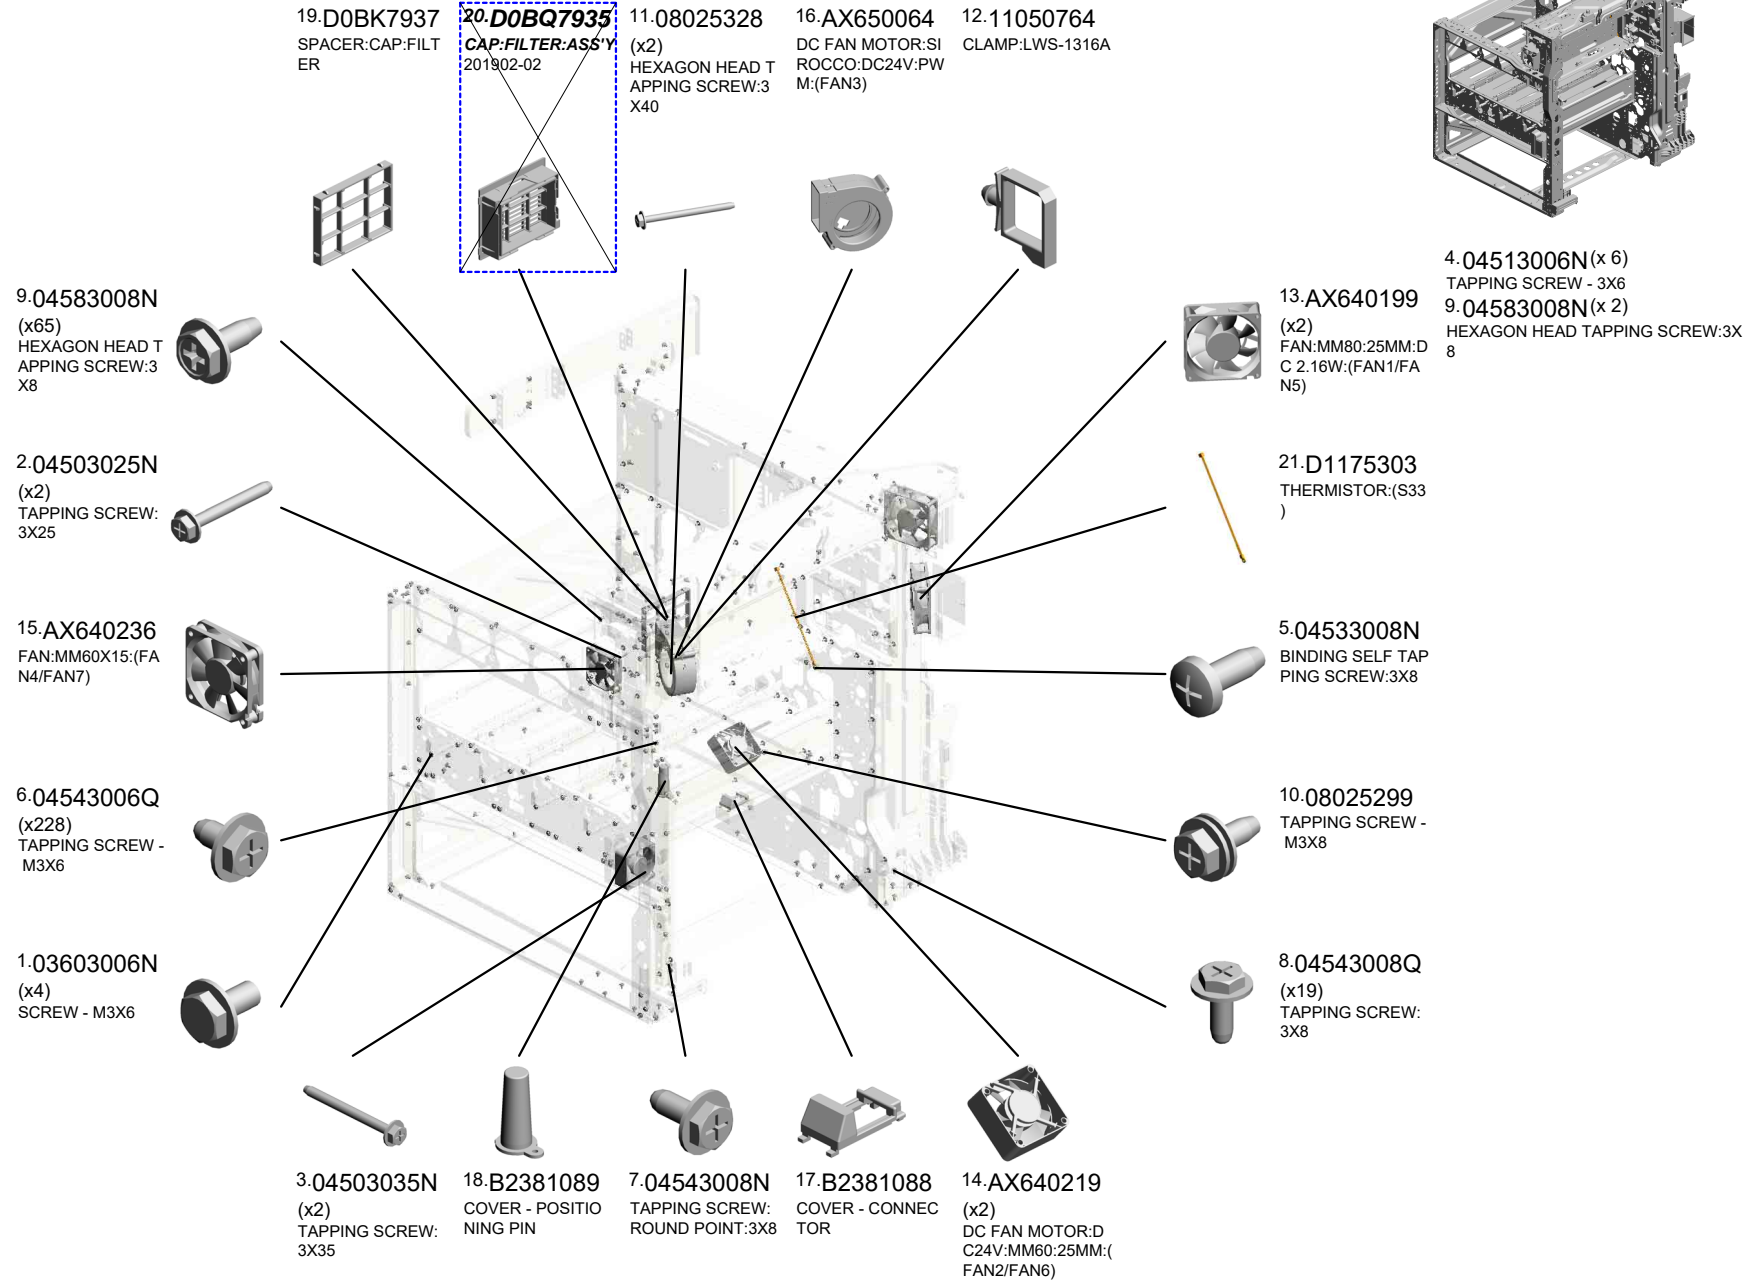 19.D0BK7937
SPACER:CAP:FILT
ER
20.D0BQ7935
CAP:FILTER:ASS'Y
201902-02
11.08025328
(x2)
HEXAGON HEAD T
APPING SCREW:3
X40
16.AX650064
DC FAN MOTOR:SI
ROCCO:DC24V:PW
M:(FAN3)
12.11050764
CLAMP:LWS-1316A
4.04513006N(x 6)
TAPPING SCREW - 3X6
9.04583008N(x 2)
HEXAGON HEAD TAPPING SCREW:3X
8
9.04583008N
(x65)
HEXAGON HEAD T
APPING SCREW:3
X8
13.AX640199
(x2)
FAN:MM80:25MM:D
C 2.16W:(FAN1/FA
N5)
2.04503025N
(x2)
TAPPING SCREW:
3X25
21.D1175303
THERMISTOR:(S33
)
15.AX640236
FAN:MM60X15:(FA
N4/FAN7)
5.04533008N
BINDING SELF TAP
PING SCREW:3X8
6.04543006Q
(x228)
TAPPING SCREW -
M3X6
10.08025299
TAPPING SCREW -
M3X8
1.03603006N
(x4)
SCREW - M3X6
8.04543008Q
(x19)
TAPPING SCREW:
3X8
3.04503035N
(x2)
TAPPING SCREW:
3X35
18.B2381089
COVER - POSITIO
NING PIN
7.04543008N
TAPPING SCREW:
ROUND POINT:3X8
17.B2381088
COVER - CONNEC
TOR
14.AX640219
(x2)
DC FAN MOTOR:D
C24V:MM60:25MM:(
FAN2/FAN6)